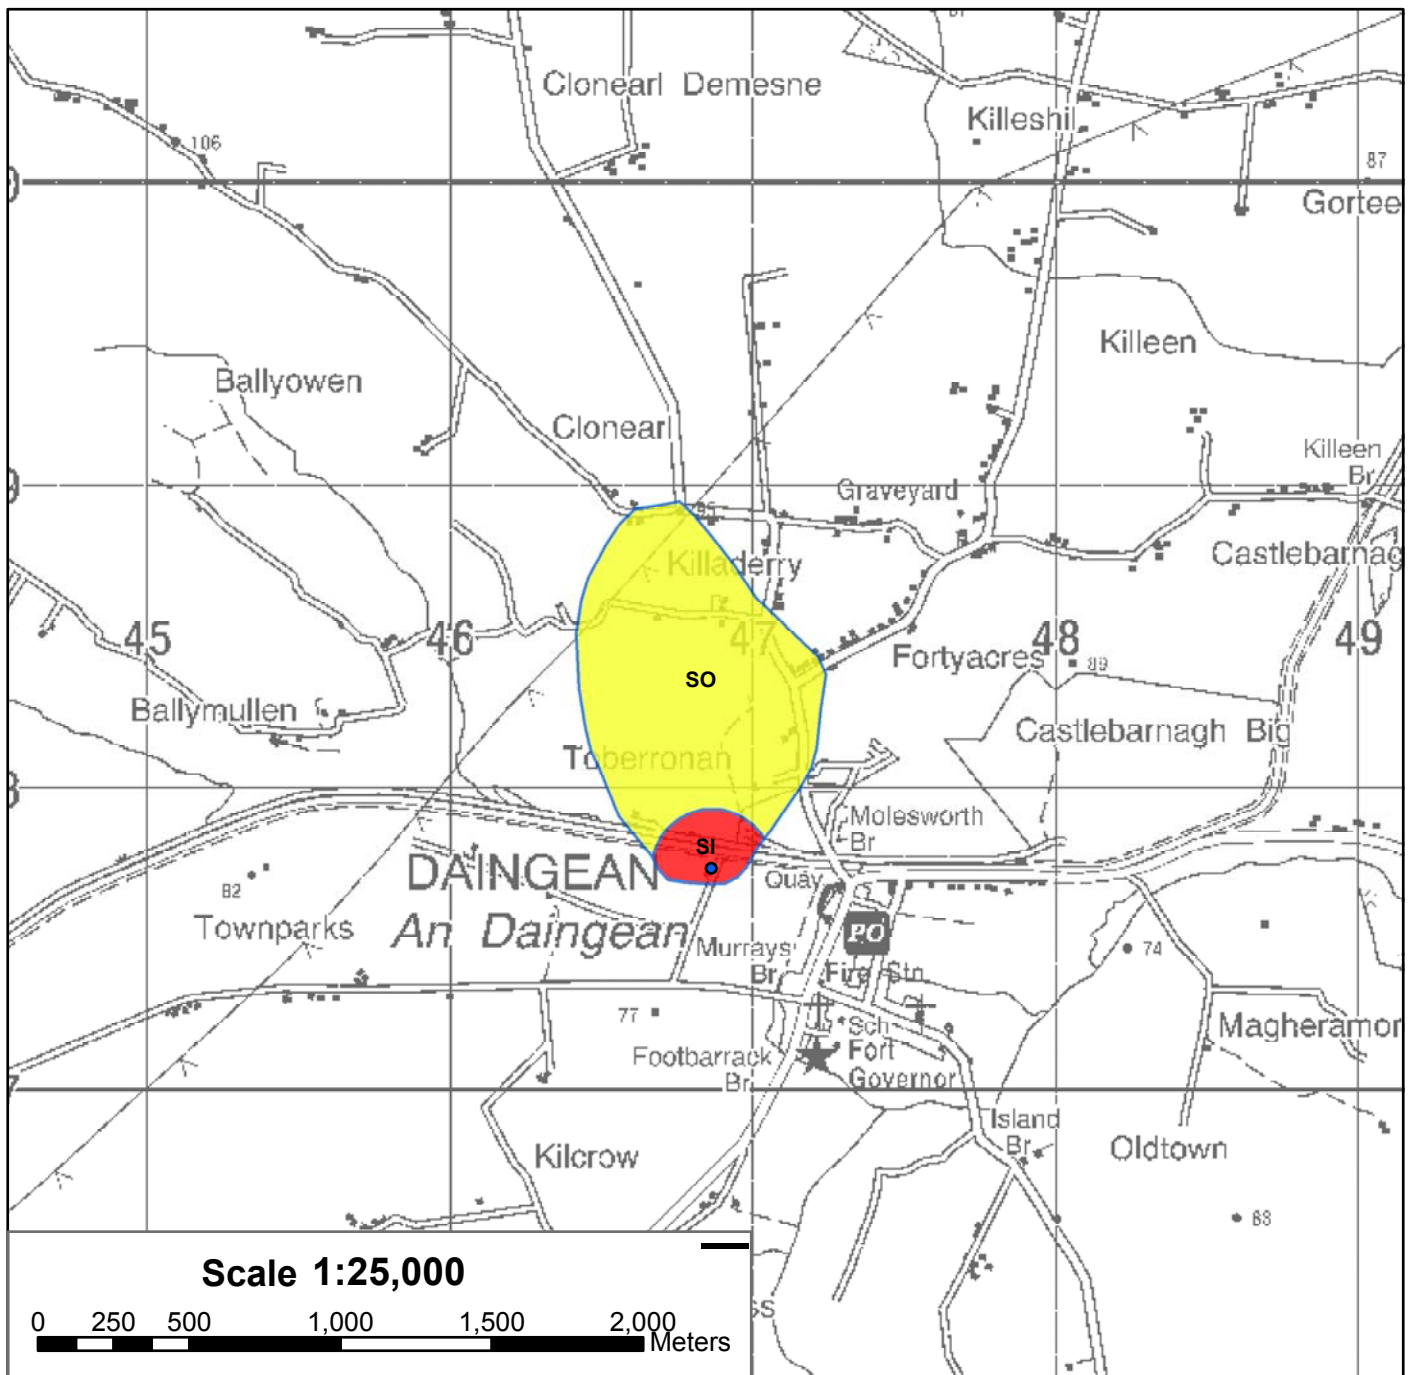 Clonearl Demesne
Killeshil
106
87
Gortee
Ballyowen
Killeen
Clonearl
Killeen
Br
Graveyard
Killaderry
Castlebarnag
45
46
47
48
49
Fortyacres
89
SO
Ballymullen
Castlebarnagh Big
Toberronan
Molesworth
Br
SI
DAINGEAN
Quay
82
Townparks
An Daingean
PO
Murrays
Br
74
Fire Stn
77
Sch
Magheramor
Footbarrack
Br
Fort
Governor
7
Island
Br
Kilcrow
Oldtown
83
Scale 1:25,000
ss
0 250 500 1,000 1,500 2,000
Meters